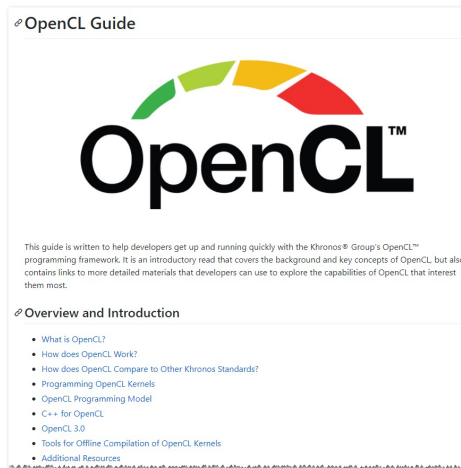 OpenCL Guide
OpenCL™
This guide is written to help developers get up and running quickly with the Khronos® Group's OpenCL™
programming framework. It is an introductory read that covers the background and key concepts of OpenCL, but also
contains links to more detailed materials that developers can use to explore the capabilities of OpenCL that interest
them most.
Overview and Introduction
What is OpenCL?
How does OpenCL Work?
How does OpenCL Compare to Other Khronos Standards?
Programming OpenCL Kernels
OpenCL Programming Model
C++ for OpenCL
OpenCL 3.0
Tools for Offline Compilation of OpenCL Kernels
Additional Resources